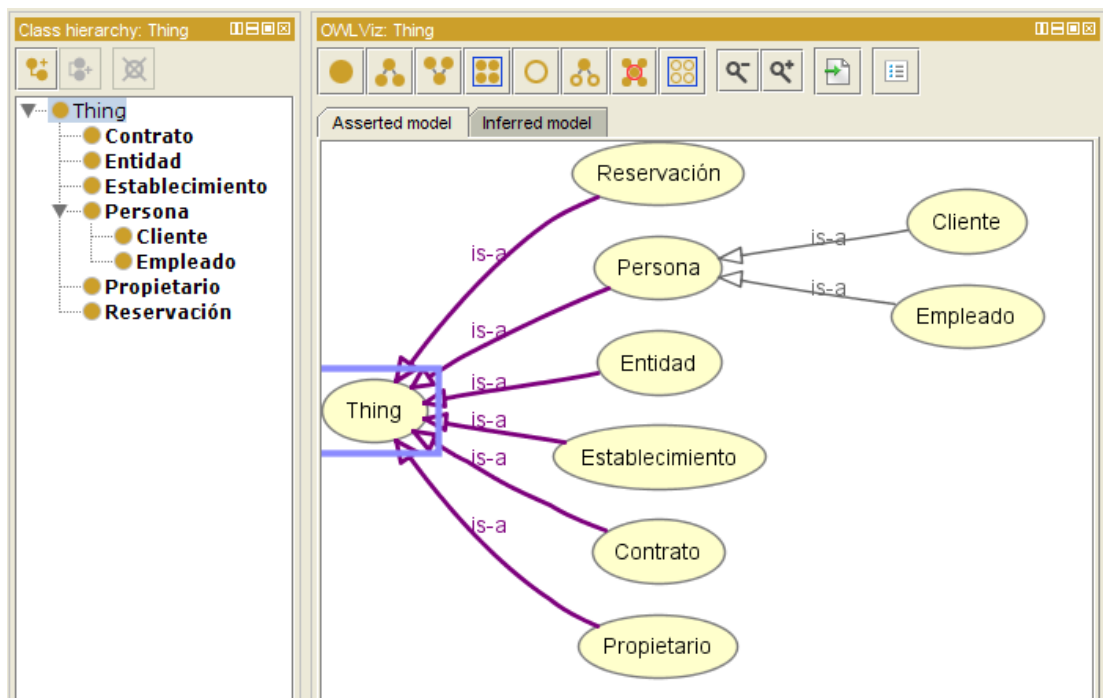 Class hierarchy: Thing
Thing
Contrato
Entidad
Establecimiento
Persona
Cliente
Empleado
Propietario
Reservación
OWLViz: Thing
Asserted model
Inferred model
Reservación
is-a
Cliente
is-a
Persona
is-a
Empleado
is-a
Entidad
is-a
Thing
is-a
Establecimiento
is-a
Contrato
is-a
Propietario